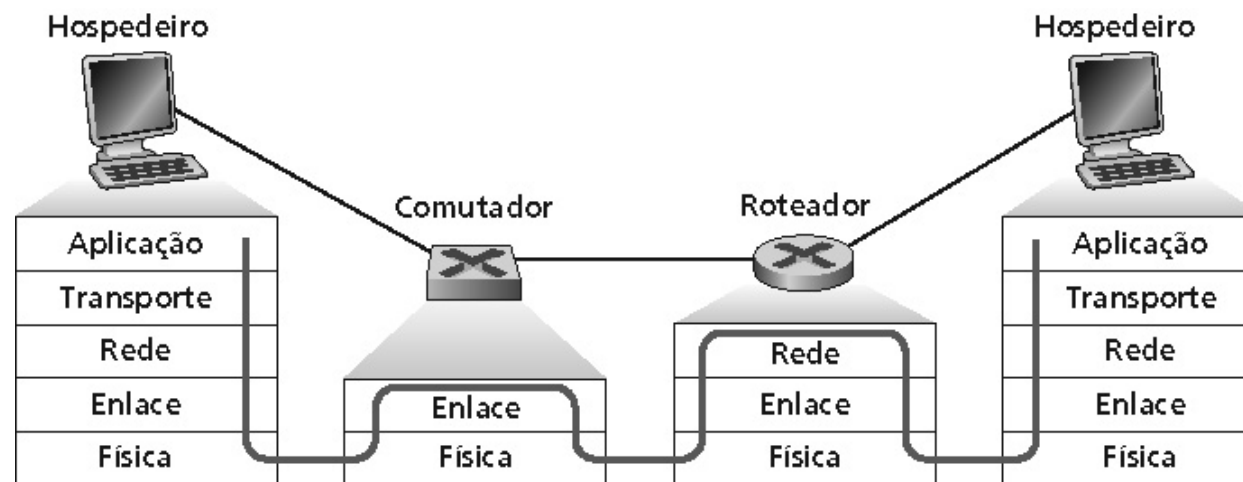 Hospedeiro
Hospedeiro
Comutador
Roteador
Aplicação
Transporte
Rede
Enlace
Física
Enlace
Física
Rede
Enlace
Física
Aplicação
Transporte
Rede
Enlace
Física